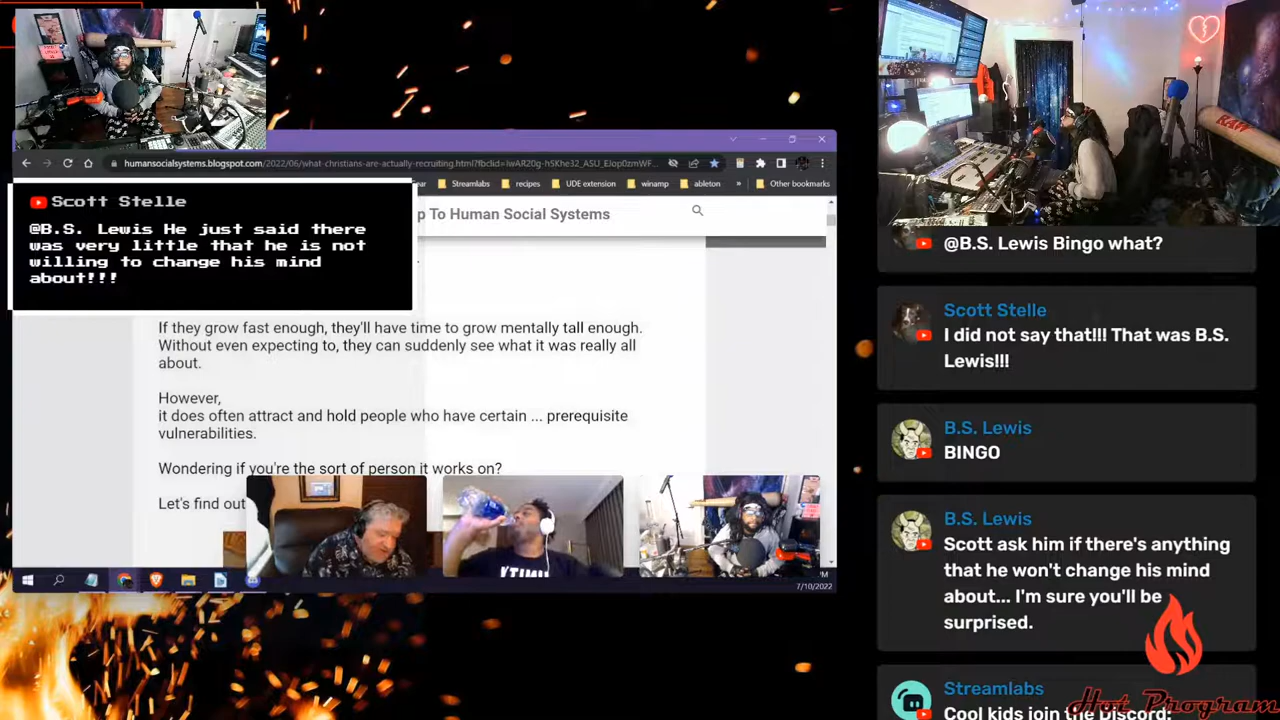 humansocialsystems.blogspot.com/2022/06/what-christians-are-actually-recruiting.html?fbclid=IwAR20g-h5Khe32_ASU_EJop0zmWF...
Streamlabs
recipes
UDE extension
winamp
ableton
»
Other bookmarks
p To Human Social Systems
Scott Stelle
@B.S. Lewis He just said there
was very little that he is not
willing to change his mind
about!!!
If they grow fast enough, they'll have time to grow mentally tall enough.
Without even expecting to, they can suddenly see what it was really all
about.
However,
it does often attract and hold people who have certain ... prerequisite
vulnerabilities.
Wondering if you're the sort of person it works on?
Let's find out
7/10/2022
RAW
@B.S. Lewis Bingo what?
Scott Stelle
I did not say that!!! That was B.S.
Lewis!!!
B.S. Lewis
BINGO
B.S. Lewis
Scott ask him if there's anything
that he won't change his mind
about... I'm sure you'll be
surprised.
Streamlabs
Cool kids join the Discord:
Hot Program